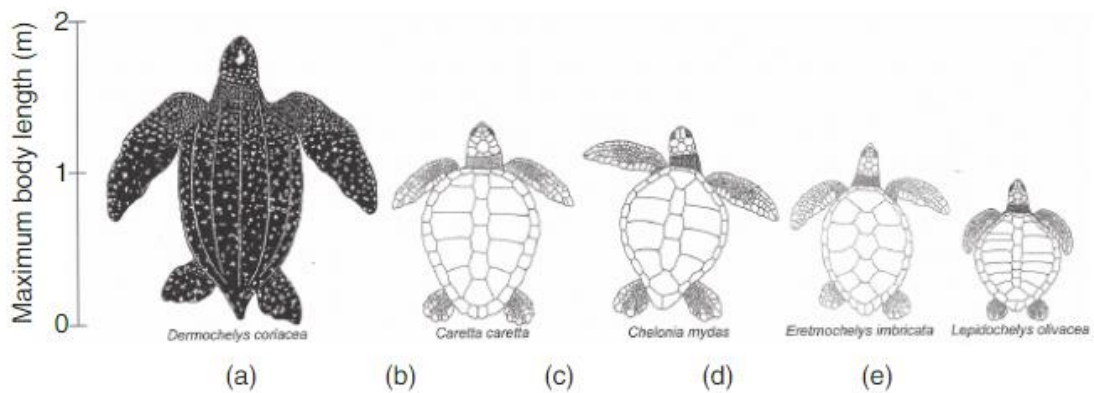 Maximum body length (m)
2
1
0
Dermochelys coriacea
Caretta caretta
Chelonia mydas
Eretmochelys imbricata
Lepidochelys olivacea
(a)
(b)
(c)
(d)
(e)